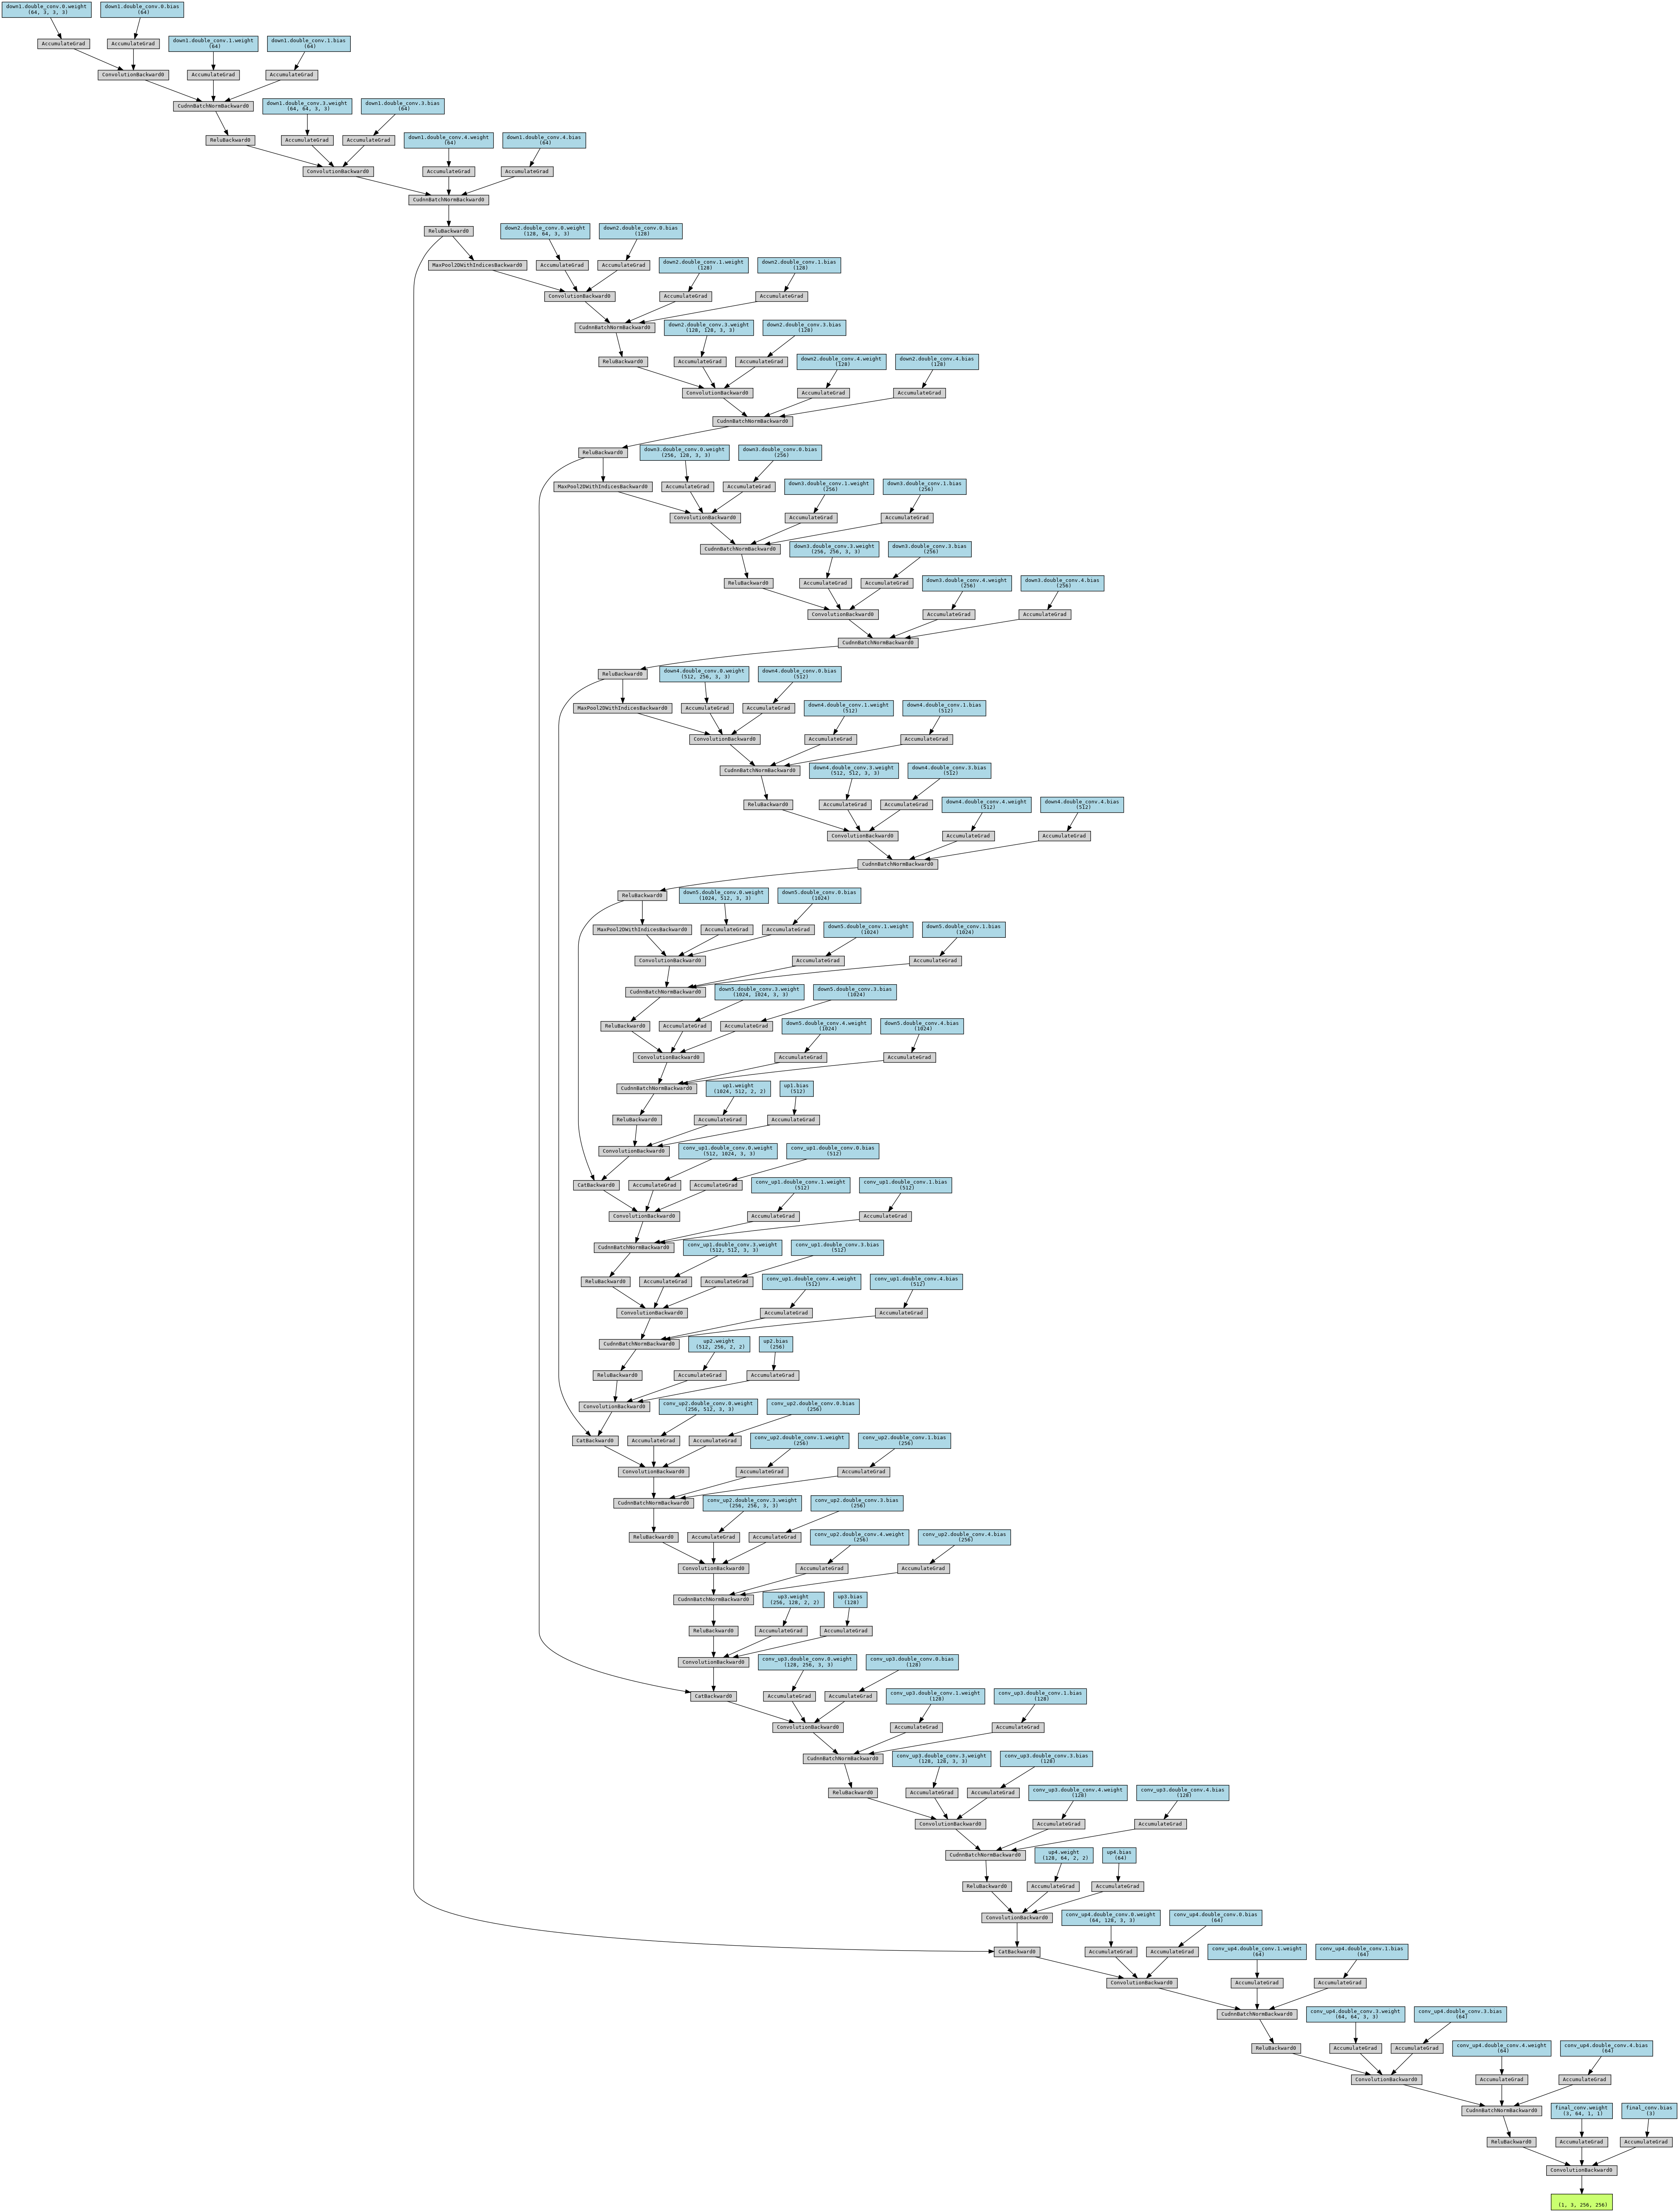 down1.double_conv.0.weight
(64, 3, 3, 3)
down1.double_conv.0.bias
(64)
AccumulateGrad
AccumulateGrad
down1.double_conv.1.weight
(64)
down1.double_conv.1.bias
(64)
ConvolutionBackward0
AccumulateGrad
AccumulateGrad
CudnnBatchNormBackward0
down1.double_conv.3.weight
(64, 64, 3, 3)
down1.double_conv.3.bias
(64)
ReluBackward0
AccumulateGrad
AccumulateGrad
down1.double_conv.4.weight
(64)
down1.double_conv.4.bias
(64)
ConvolutionBackward0
AccumulateGrad
AccumulateGrad
CudnnBatchNormBackward0
ReluBackward0
down2.double_conv.0.weight
(128, 64, 3, 3)
down2.double_conv.0.bias
(128)
MaxPool2DWithIndicesBackward0
AccumulateGrad
AccumulateGrad
down2.double_conv.1.weight
(128)
down2.double_conv.1.bias
(128)
ConvolutionBackward0
AccumulateGrad
AccumulateGrad
CudnnBatchNormBackward0
down2.double_conv.3.weight
(128, 128, 3, 3)
down2.double_conv.3.bias
(128)
ReluBackward0
AccumulateGrad
AccumulateGrad
down2.double_conv.4.weight
(128)
down2.double_conv.4.bias
(128)
ConvolutionBackward0
AccumulateGrad
AccumulateGrad
CudnnBatchNormBackward0
ReluBackward0
down3.double_conv.0.weight
(256, 128, 3, 3)
down3.double_conv.0.bias
(256)
MaxPool2DWithIndicesBackward0
AccumulateGrad
AccumulateGrad
down3.double_conv.1.weight
(256)
down3.double_conv.1.bias
(256)
ConvolutionBackward0
AccumulateGrad
AccumulateGrad
CudnnBatchNormBackward0
down3.double_conv.3.weight
(256, 256, 3, 3)
down3.double_conv.3.bias
(256)
ReluBackward0
AccumulateGrad
AccumulateGrad
down3.double_conv.4.weight
(256)
down3.double_conv.4.bias
(256)
ConvolutionBackward0
AccumulateGrad
AccumulateGrad
CudnnBatchNormBackward0
ReluBackward0
down4.double_conv.0.weight
(512, 256, 3, 3)
down4.double_conv.0.bias
(512)
MaxPool2DWithIndicesBackward0
AccumulateGrad
AccumulateGrad
down4.double_conv.1.weight
(512)
down4.double_conv.1.bias
(512)
ConvolutionBackward0
AccumulateGrad
AccumulateGrad
CudnnBatchNormBackward0
down4.double_conv.3.weight
(512, 512, 3, 3)
down4.double_conv.3.bias
(512)
ReluBackward0
AccumulateGrad
AccumulateGrad
down4.double_conv.4.weight
(512)
down4.double_conv.4.bias
(512)
ConvolutionBackward0
AccumulateGrad
AccumulateGrad
CudnnBatchNormBackward0
ReluBackward0
down5.double_conv.0.weight
(1024, 512, 3, 3)
down5.double_conv.0.bias
(1024)
MaxPool2DWithIndicesBackward0
AccumulateGrad
AccumulateGrad
down5.double_conv.1.weight
(1024)
down5.double_conv.1.bias
(1024)
ConvolutionBackward0
AccumulateGrad
AccumulateGrad
CudnnBatchNormBackward0
down5.double_conv.3.weight
(1024, 1024, 3, 3)
down5.double_conv.3.bias
(1024)
ReluBackward0
AccumulateGrad
AccumulateGrad
down5.double_conv.4.weight
(1024)
down5.double_conv.4.bias
(1024)
ConvolutionBackward0
AccumulateGrad
AccumulateGrad
CudnnBatchNormBackward0
up1.weight
(1024, 512, 2, 2)
up1.bias
(512)
ReluBackward0
AccumulateGrad
AccumulateGrad
ConvolutionBackward0
conv_up1.double_conv.0.weight
(512, 1024, 3, 3)
conv_up1.double_conv.0.bias
(512)
CatBackward0
AccumulateGrad
AccumulateGrad
conv_up1.double_conv.1.weight
(512)
conv_up1.double_conv.1.bias
(512)
ConvolutionBackward0
AccumulateGrad
AccumulateGrad
CudnnBatchNormBackward0
conv_up1.double_conv.3.weight
(512, 512, 3, 3)
conv_up1.double_conv.3.bias
(512)
ReluBackward0
AccumulateGrad
AccumulateGrad
conv_up1.double_conv.4.weight
(512)
conv_up1.double_conv.4.bias
(512)
ConvolutionBackward0
AccumulateGrad
AccumulateGrad
CudnnBatchNormBackward0
up2.weight
(512, 256, 2, 2)
up2.bias
(256)
ReluBackward0
AccumulateGrad
AccumulateGrad
ConvolutionBackward0
conv_up2.double_conv.0.weight
(256, 512, 3, 3)
conv_up2.double_conv.0.bias
(256)
CatBackward0
AccumulateGrad
AccumulateGrad
conv_up2.double_conv.1.weight
(256)
conv_up2.double_conv.1.bias
(256)
ConvolutionBackward0
AccumulateGrad
AccumulateGrad
CudnnBatchNormBackward0
conv_up2.double_conv.3.weight
(256, 256, 3, 3)
conv_up2.double_conv.3.bias
(256)
ReluBackward0
AccumulateGrad
AccumulateGrad
conv_up2.double_conv.4.weight
(256)
conv_up2.double_conv.4.bias
(256)
ConvolutionBackward0
AccumulateGrad
AccumulateGrad
CudnnBatchNormBackward0
up3.weight
(256, 128, 2, 2)
up3.bias
(128)
ReluBackward0
AccumulateGrad
AccumulateGrad
ConvolutionBackward0
conv_up3.double_conv.0.weight
(128, 256, 3, 3)
conv_up3.double_conv.0.bias
(128)
CatBackward0
AccumulateGrad
AccumulateGrad
conv_up3.double_conv.1.weight
(128)
conv_up3.double_conv.1.bias
(128)
ConvolutionBackward0
AccumulateGrad
AccumulateGrad
CudnnBatchNormBackward0
conv_up3.double_conv.3.weight
(128, 128, 3, 3)
conv_up3.double_conv.3.bias
(128)
ReluBackward0
AccumulateGrad
AccumulateGrad
conv_up3.double_conv.4.weight
(128)
conv_up3.double_conv.4.bias
(128)
ConvolutionBackward0
AccumulateGrad
AccumulateGrad
CudnnBatchNormBackward0
up4.weight
(128, 64, 2, 2)
up4.bias
(64)
ReluBackward0
AccumulateGrad
AccumulateGrad
ConvolutionBackward0
conv_up4.double_conv.0.weight
(64, 128, 3, 3)
conv_up4.double_conv.0.bias
(64)
CatBackward0
AccumulateGrad
AccumulateGrad
conv_up4.double_conv.1.weight
(64)
conv_up4.double_conv.1.bias
(64)
ConvolutionBackward0
AccumulateGrad
AccumulateGrad
CudnnBatchNormBackward0
conv_up4.double_conv.3.weight
(64, 64, 3, 3)
conv_up4.double_conv.3.bias
(64)
ReluBackward0
AccumulateGrad
AccumulateGrad
conv_up4.double_conv.4.weight
(64)
conv_up4.double_conv.4.bias
(64)
ConvolutionBackward0
AccumulateGrad
AccumulateGrad
CudnnBatchNormBackward0
final_conv.weight
(3, 64, 1, 1)
final_conv.bias
(3)
ReluBackward0
AccumulateGrad
AccumulateGrad
ConvolutionBackward0
(1, 3, 256, 256)